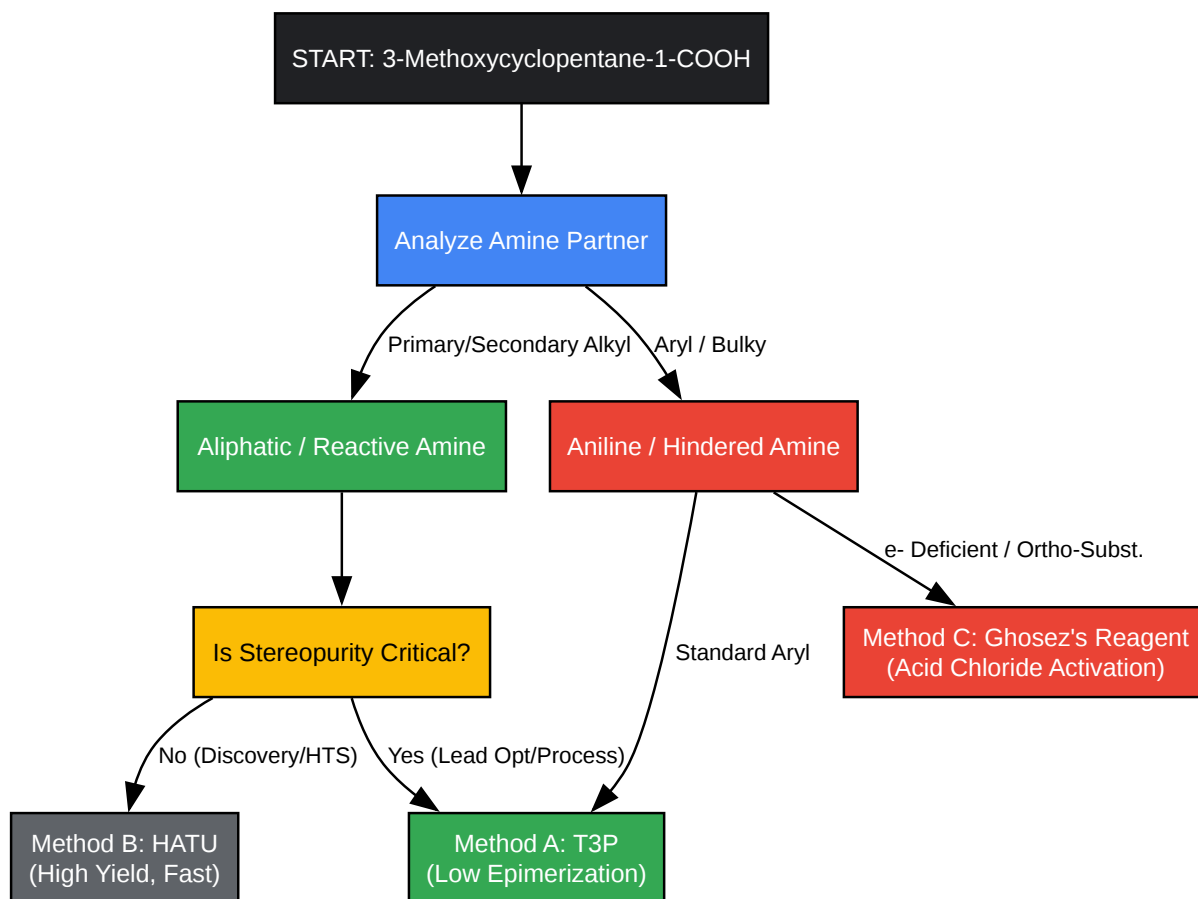 START: 3-Methoxycyclopentane-1-COOH
Analyze Amine Partner
Primary/Secondary Alkyl
Aryl / Bulky
Aliphatic / Reactive Amine
Aniline / Hindered Amine
e- Deficient / Ortho-Subst.
Is Stereopurity Critical?
Standard Aryl
Method C: Ghosez's Reagent
(Acid Chloride Activation)
No (Discovery/HTS)
Yes (Lead Opt/Process)
Method B: HATU
(High Yield, Fast)
Method A: T3P
(Low Epimerization)